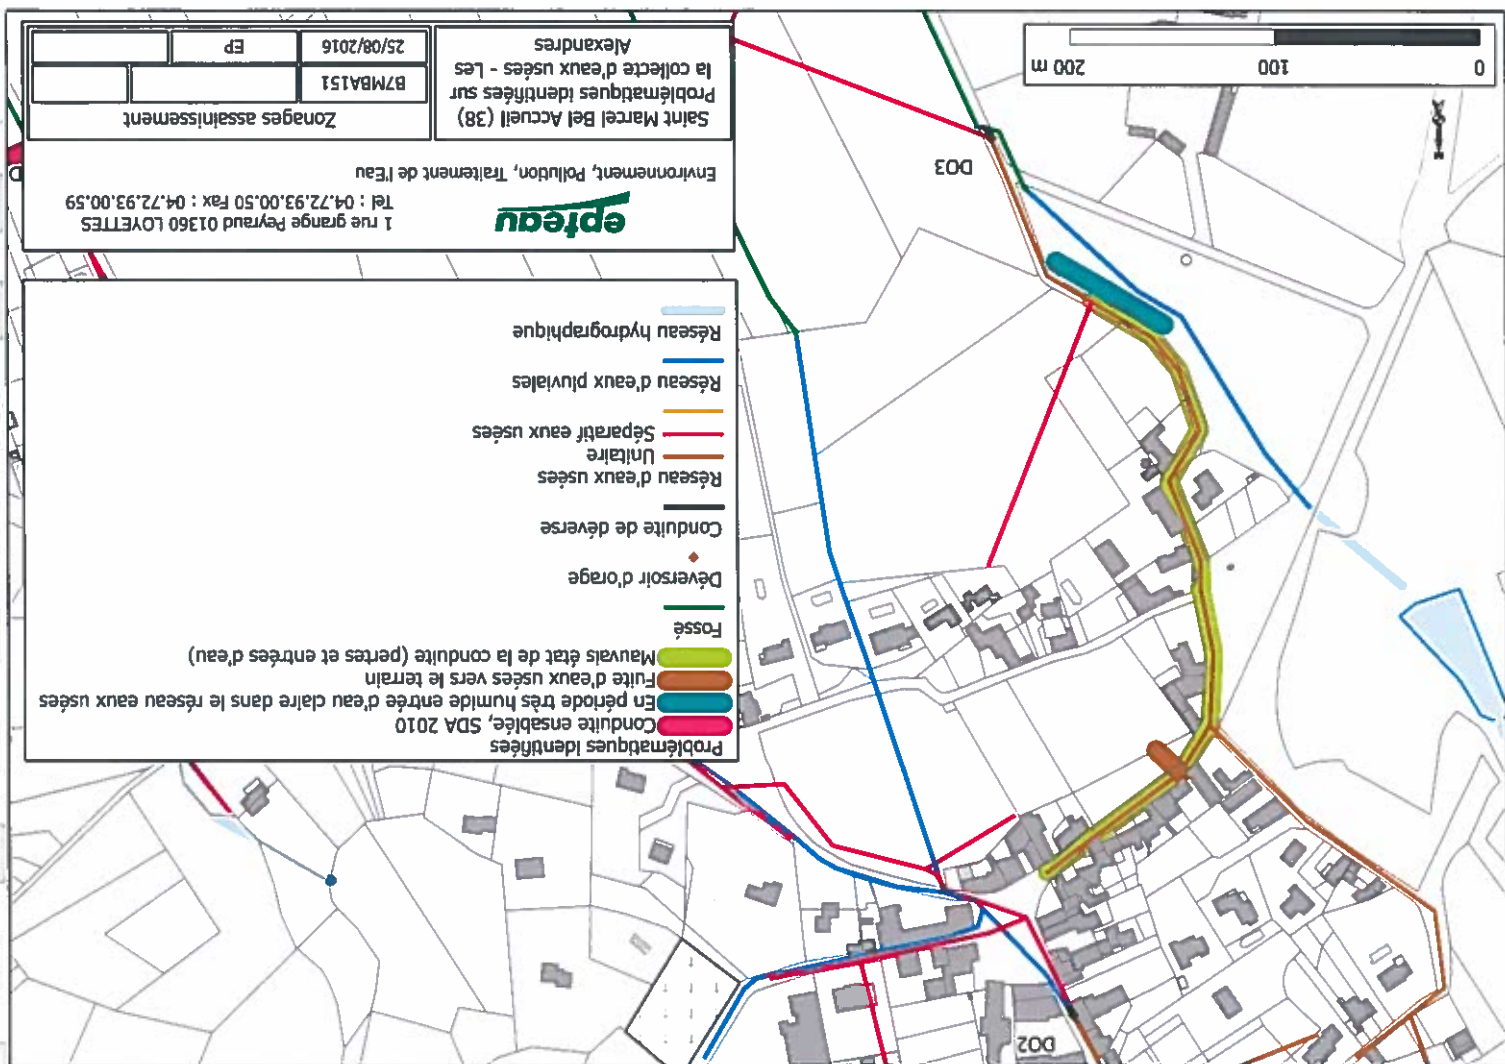 DO2
Problématiques identifiées
Conduite ensablée, SDA 2010
En période très humide entrée d'eau claire dans le réseau eaux usées
Fuite d'eaux usées vers le terrain
Mauvais état de la conduite (pertes et entrées d'eau)
Fossé
Déversoir d'orage
Conduite de déverse
Réseau d'eaux usées
Unitaire
Séparatif eaux usées
Réseau d'eaux pluviales
Réseau hydrographique
epteau
1 rue grange Peyraud 01360 LOYETTES
Tel : 04.72.93.00.50 Fax : 04.72.93.00.59
Environnement, Pollution, Traitement de l'Eau
Saint Marcel Bel Accueil (38)
Problématiques identifiées sur
la collecte d'eaux usées - Les
Alexandres
Zonages assainissement
B7MBA151
25/08/2016
EP
DO3
N
0
100
200 m